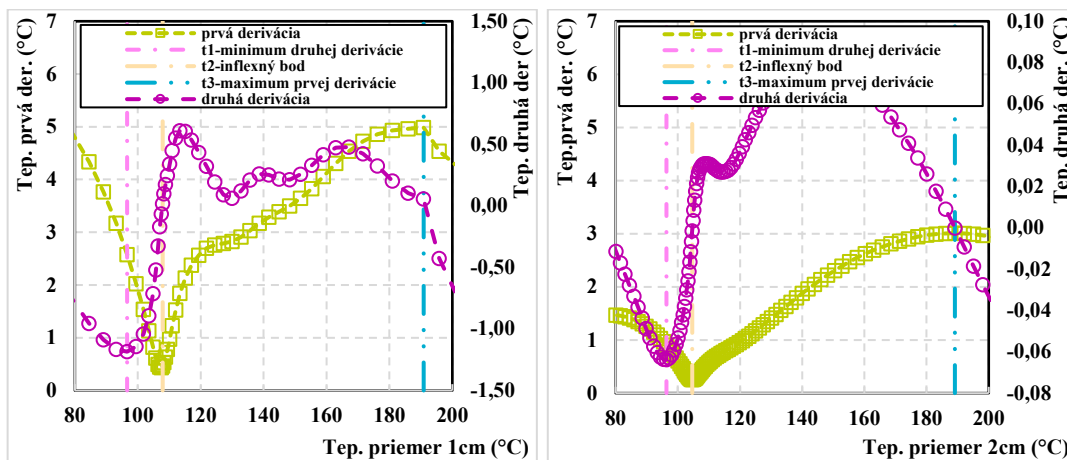 7
6
5
4
3
2
1
0
1,50
1,00
0,50
0,00
-0,50
-1,00
-1,50
80
100
120
140
160
180
200
Tep. prvá der. (°C)
Tep. druhá der. (°C)
Tep. priemer 1cm (°C)
prvá derivácia
t1-minimum druhej derivácie
t2-inflexný bod
t3-maximum prvej derivácie
druhá derivácia
7
6
5
4
3
2
1
0
0,10
0,08
0,06
0,04
0,02
0,00
-0,02
-0,04
-0,06
-0,08
80
100
120
140
160
180
200
Tep.prvá der. (°C)
Tep. druhá der. (°C)
Tep. priemer 2cm (°C)
prvá derivácia
t1-minimum druhej derivácie
t2-inflexný bod
t3-maximum prvej derivácie
druhá derivácia